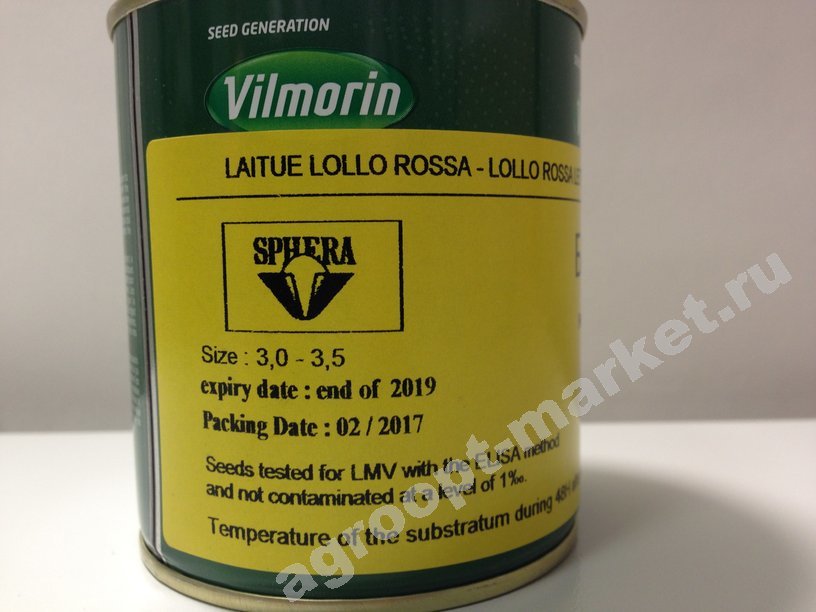 SEED GENERATION
Vilmorin
LAITUE LOLLO ROSSA - LOLLO ROSSA
SPHERA
Size : 3,0 - 3,5
expiry date : end of 2019
Packing Date : 02 / 2017
Seeds tested for LMV with the ELISA method
and not contaminated at a level of 1‰.
Temperature of the substratum during 48H
agroopt-market.ru